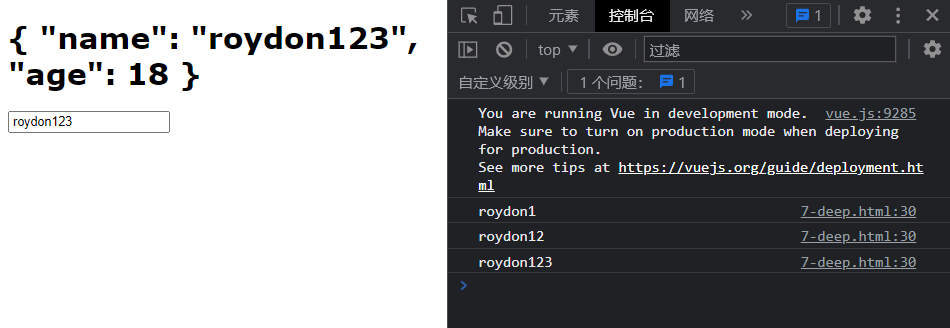 { "name": "roydon123",
"age": 18 }
roydon123
元素 控制台 网络 » 1
top 过滤
自定义级别 1 个问题: 1
You are running Vue in development mode. vue.js:9285
Make sure to turn on production mode when deploying
for production.
See more tips at https://vuejs.org/guide/deployment.ht
ml
roydon1 7-deep.html:30
roydon12 7-deep.html:30
roydon123 7-deep.html:30